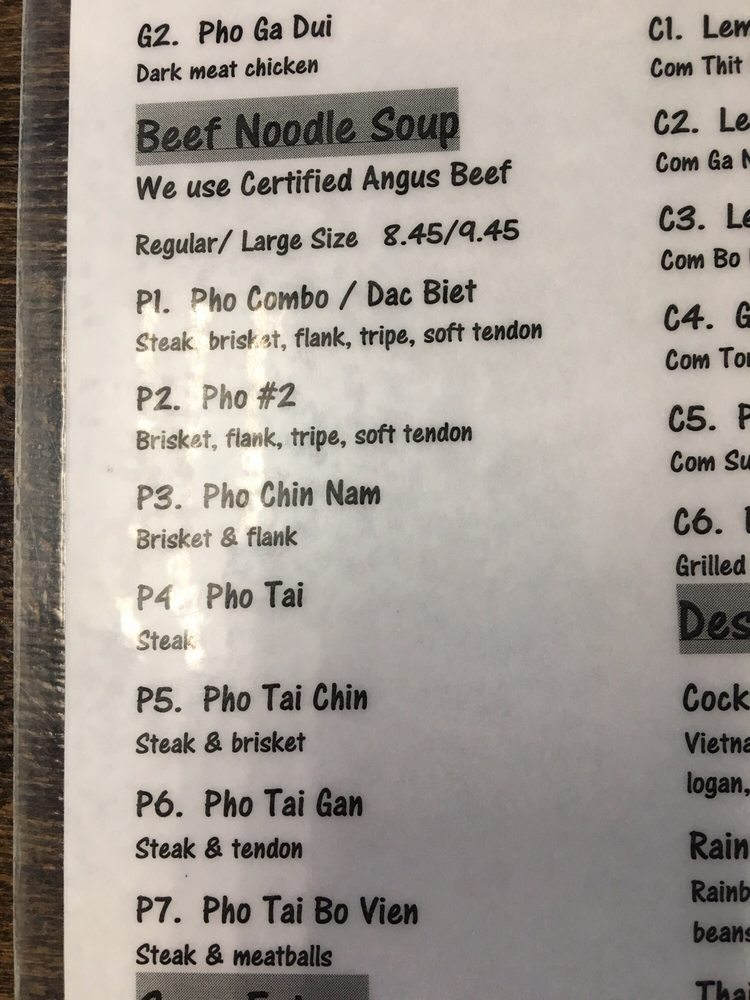 G2. Pho Ga Dui
Dark meat chicken
Beef Noodle Soup
We use Certified Angus Beef
Regular/ Large Size 8.45/9.45
P1. Pho Combo / Dac Biet
Steak, brisket, flank, tripe, soft tendon
P2. Pho #2
Brisket, flank, tripe, soft tendon
P3. Pho Chin Nam
Brisket & flank
P4 Pho Tai
Steak
P5. Pho Tai Chin
Steak & brisket
P6. Pho Tai Gan
Steak & tendon
P7. Pho Tai Bo Vien
Steak & meatballs
C1.
Com Thit
C2.
Com Ga
C3.
Com Bo
C4.
Com
C5.
Com
C6.
Grilled
logan,